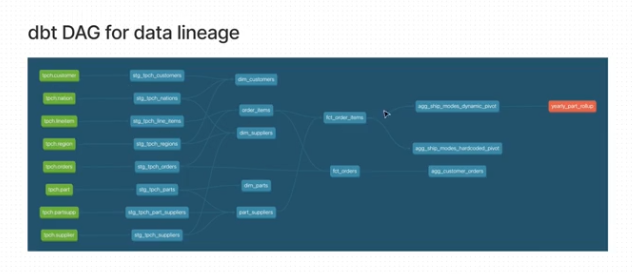 dbt DAG for data lineage
tpch.customer
stg_tpch_customers
dim_customers
tpch.nation
stg_tpch_nations
agg_ship_modes_dynamic_pivot
yearly_part_rollup
order_items
fct_order_items
tpch.lineitem
stg_tpch_line_items
dim_suppliers
tpch.region
stg_tpch_regions
agg_ship_modes_hardcoded_pivot
tpch.orders
stg_tpch_orders
fct_orders
agg_customer_orders
tpch.part
stg_tpch_parts
dim_parts
tpch.partsupp
stg_tpch_part_suppliers
part_suppliers
tpch.supplier
stg_tpch_suppliers